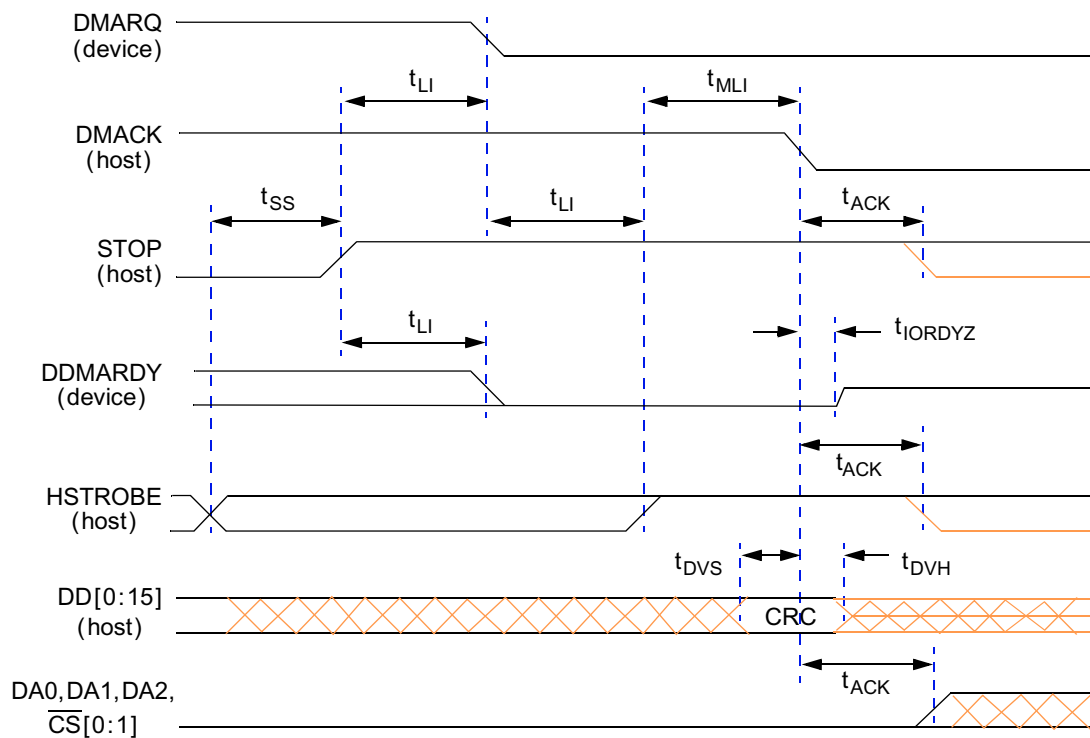 DMARQ
(device)
tLI
tMLI
DMACK
(host)
tSS
tLI
tACK
STOP
(host)
tLI
tIORDYZ
DDMARDY
(device)
tACK
HSTROBE
(host)
tDVS
tDVH
DD[0:15]
(host)
CRC
tACK
DA0,DA1,DA2,
CS[0:1]